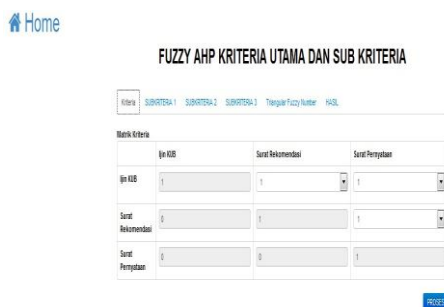 Home
FUZZY AHP KRITERIA UTAMA DAN SUB KRITERIA
Kriteria SUBKRITERIA 1 SUBKRITERIA 2 SUBKRITERIA 3 Triangular Fuzzy Number HASIL
Matrik Kriteria
Ijin KUB Surat Rekomendasi Surat Pernyataan
Ijin KUB 1 1 1
Surat Rekomendasi 0 1 1
Surat Pernyataan 0 0 1
PROSES